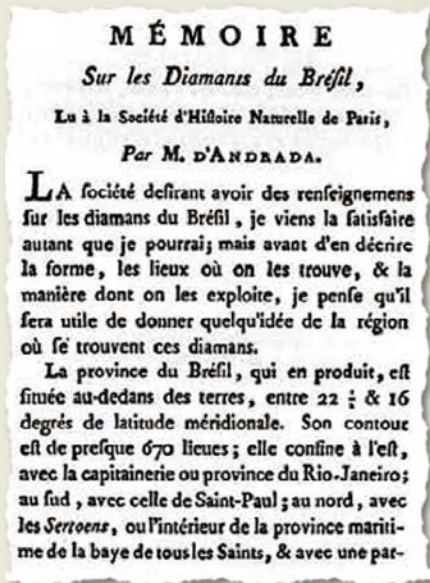 MÉMOIRE
Sur les Diamants du Bréſil,
Lu à la Société d'Hiſtoire Naturelle de Paris,
Par M. D'ANDRADA.
LA ſociété deſirant avoir des renſeignemens
ſur les diamans du Bréſil, je viens la ſatisfaire
autant que je pourrai; mais avant d'en décrire
la forme, les lieux où on les trouve, & la
manière dont on les exploite, je penſe qu'il
ſera utile de donner quelqu'idée de la région
où ſe trouvent ces diamans.
La province du Bréſil, qui en produit, eſt
ſituée au-dedans des terres, entre 22 ½ & 16
degrés de latitude méridionale. Son contour
eſt de preſque 670 lieues; elle confine à l'eſt,
avec la capitainerie ou province du Rio-Janeiro;
au ſud, avec celle de Saint-Paul; au nord, avec
les Sertoens, ou l'intérieur de la province mariti-
me de la baye de tous les Saints, & avec une par-